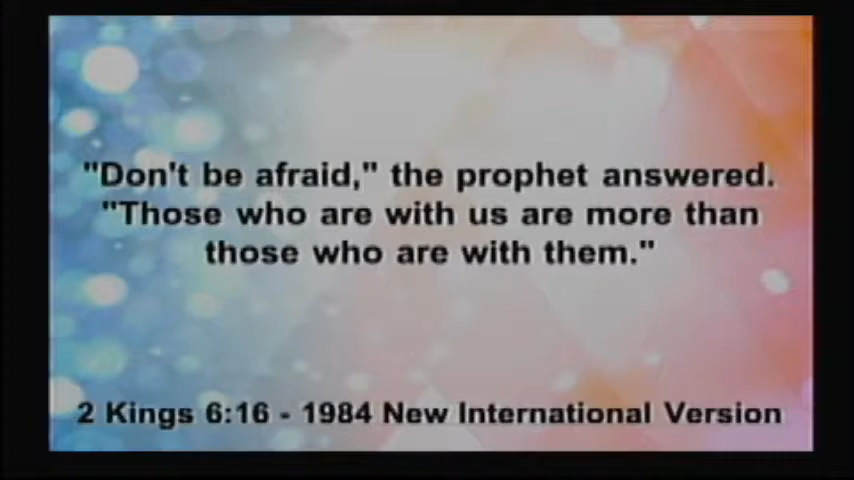 "Don't be afraid," the prophet answered.
"Those who are with us are more than
those who are with them."
2 Kings 6:16 - 1984 New International Version